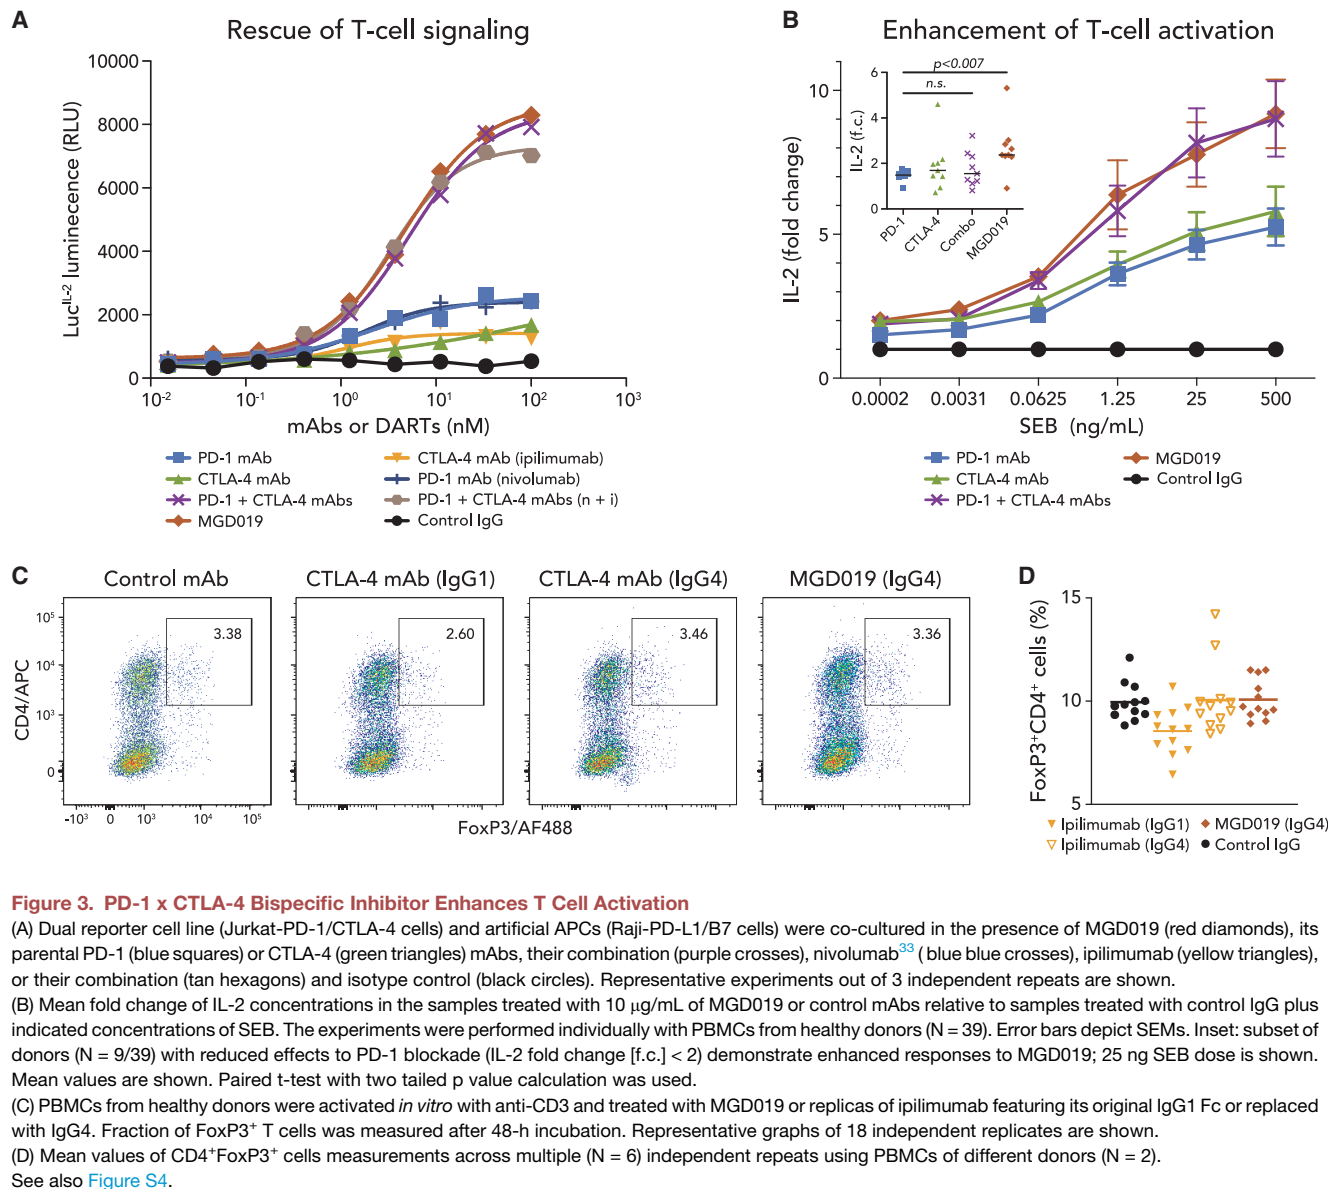 A
Rescue of T-cell signaling
Luc^IL-2 luminecence (RLU)
10000
8000
6000
4000
2000
0
10^-2
10^-1
10^0
10^1
10^2
10^3
mAbs or DARTs (nM)
PD-1 mAb
CTLA-4 mAb
PD-1 + CTLA-4 mAbs
MGD019
CTLA-4 mAb (ipilimumab)
PD-1 mAb (nivolumab)
PD-1 + CTLA-4 mAbs (n + i)
Control IgG
B
Enhancement of T-cell activation
IL-2 (fold change)
10
5
0
0.0002
0.0031
0.0625
1.25
25
500
SEB (ng/mL)
IL-2 (f.c.)
6
4
2
0
p<0.007
n.s.
PD-1
CTLA-4
Combo
MGD019
PD-1 mAb
CTLA-4 mAb
PD-1 + CTLA-4 mAbs
MGD019
Control IgG
C
Control mAb
CTLA-4 mAb (IgG1)
CTLA-4 mAb (IgG4)
MGD019 (IgG4)
3.38
2.60
3.46
3.36
CD4/APC
10^5
10^4
10^3
0
-10^3
0
10^3
10^4
10^5
FoxP3/AF488
D
FoxP3+CD4+ cells (%)
15
10
5
Ipilimumab (IgG1)
Ipilimumab (IgG4)
MGD019 (IgG4)
Control IgG
Figure 3. PD-1 x CTLA-4 Bispecific Inhibitor Enhances T Cell Activation
(A) Dual reporter cell line (Jurkat-PD-1/CTLA-4 cells) and artificial APCs (Raji-PD-L1/B7 cells) were co-cultured in the presence of MGD019 (red diamonds), its
parental PD-1 (blue squares) or CTLA-4 (green triangles) mAbs, their combination (purple crosses), nivolumab33 ( blue blue crosses), ipilimumab (yellow triangles),
or their combination (tan hexagons) and isotype control (black circles). Representative experiments out of 3 independent repeats are shown.
(B) Mean fold change of IL-2 concentrations in the samples treated with 10 μg/mL of MGD019 or control mAbs relative to samples treated with control IgG plus
indicated concentrations of SEB. The experiments were performed individually with PBMCs from healthy donors (N = 39). Error bars depict SEMs. Inset: subset of
donors (N = 9/39) with reduced effects to PD-1 blockade (IL-2 fold change [f.c.] < 2) demonstrate enhanced responses to MGD019; 25 ng SEB dose is shown.
Mean values are shown. Paired t-test with two tailed p value calculation was used.
(C) PBMCs from healthy donors were activated in vitro with anti-CD3 and treated with MGD019 or replicas of ipilimumab featuring its original IgG1 Fc or replaced
with IgG4. Fraction of FoxP3+ T cells was measured after 48-h incubation. Representative graphs of 18 independent replicates are shown.
(D) Mean values of CD4+FoxP3+ cells measurements across multiple (N = 6) independent repeats using PBMCs of different donors (N = 2).
See also Figure S4.